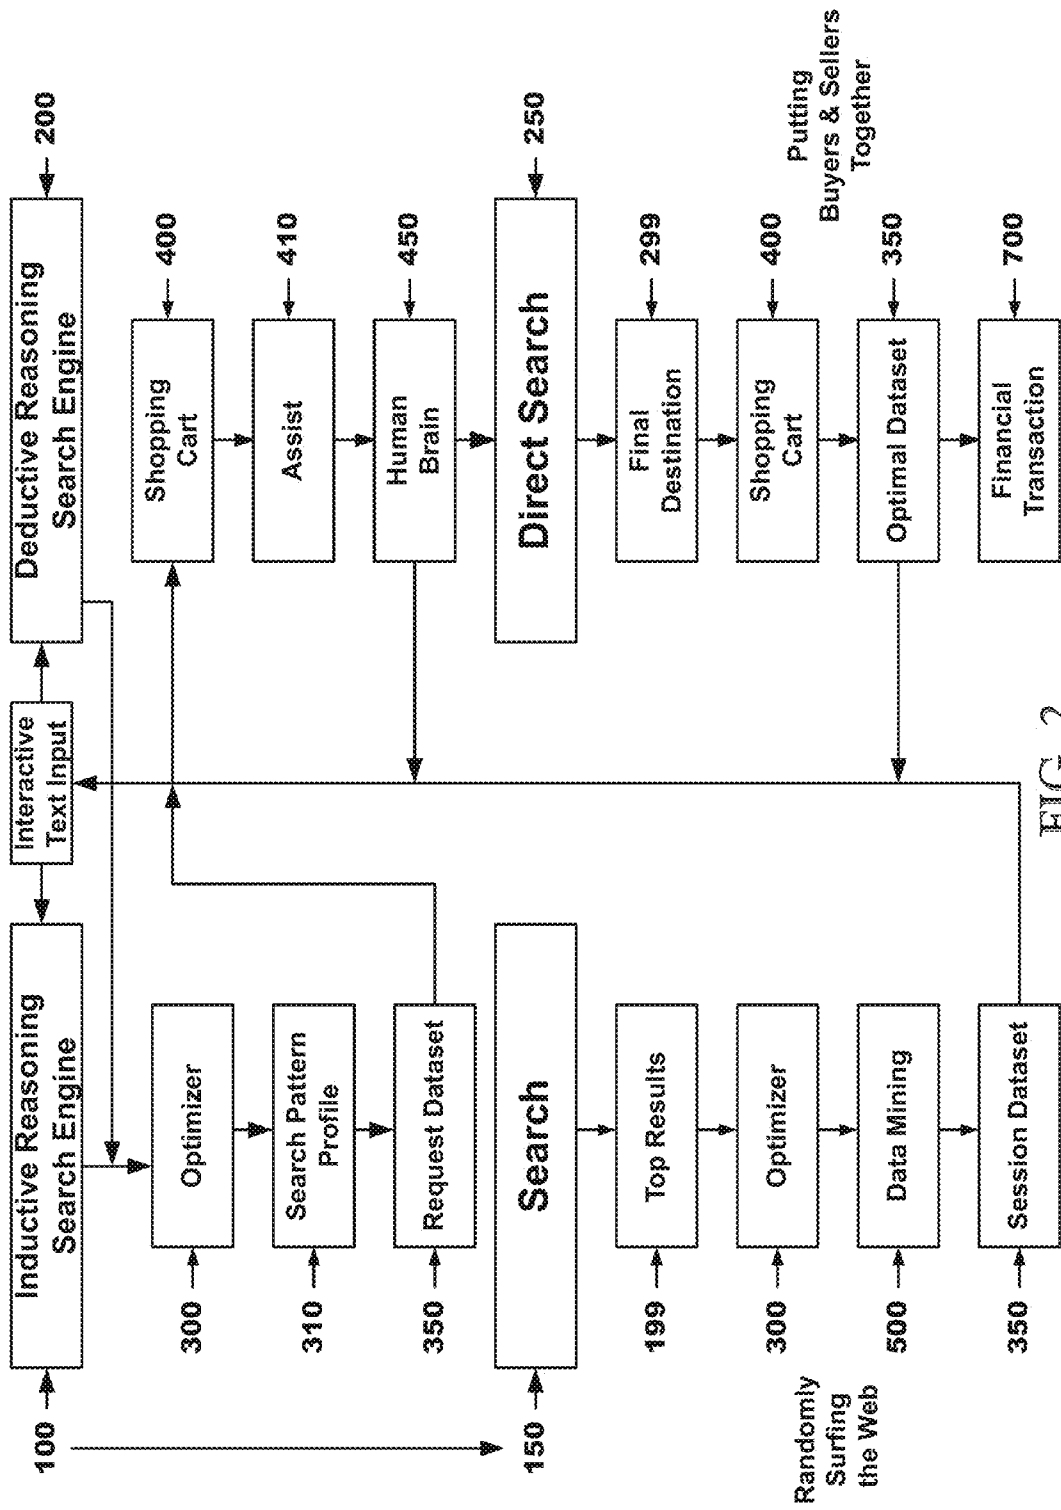 Inductive Reasoning
Search Engine
100
Interactive
Text Input
Deductive Reasoning
Search Engine
200
300
Optimizer
310
Search Pattern
Profile
350
Request Dataset
Shopping
Cart
400
Assist
410
Human
Brain
450
150
Search
Direct Search
250
199
Top Results
300
Optimizer
500
Data Mining
350
Session Dataset
Final
Destination
299
Shopping
Cart
400
Optimal Dataset
350
Financial
Transaction
700
Randomly
Surfing
the Web
Putting
Buyers & Sellers
Together
FIG. 2